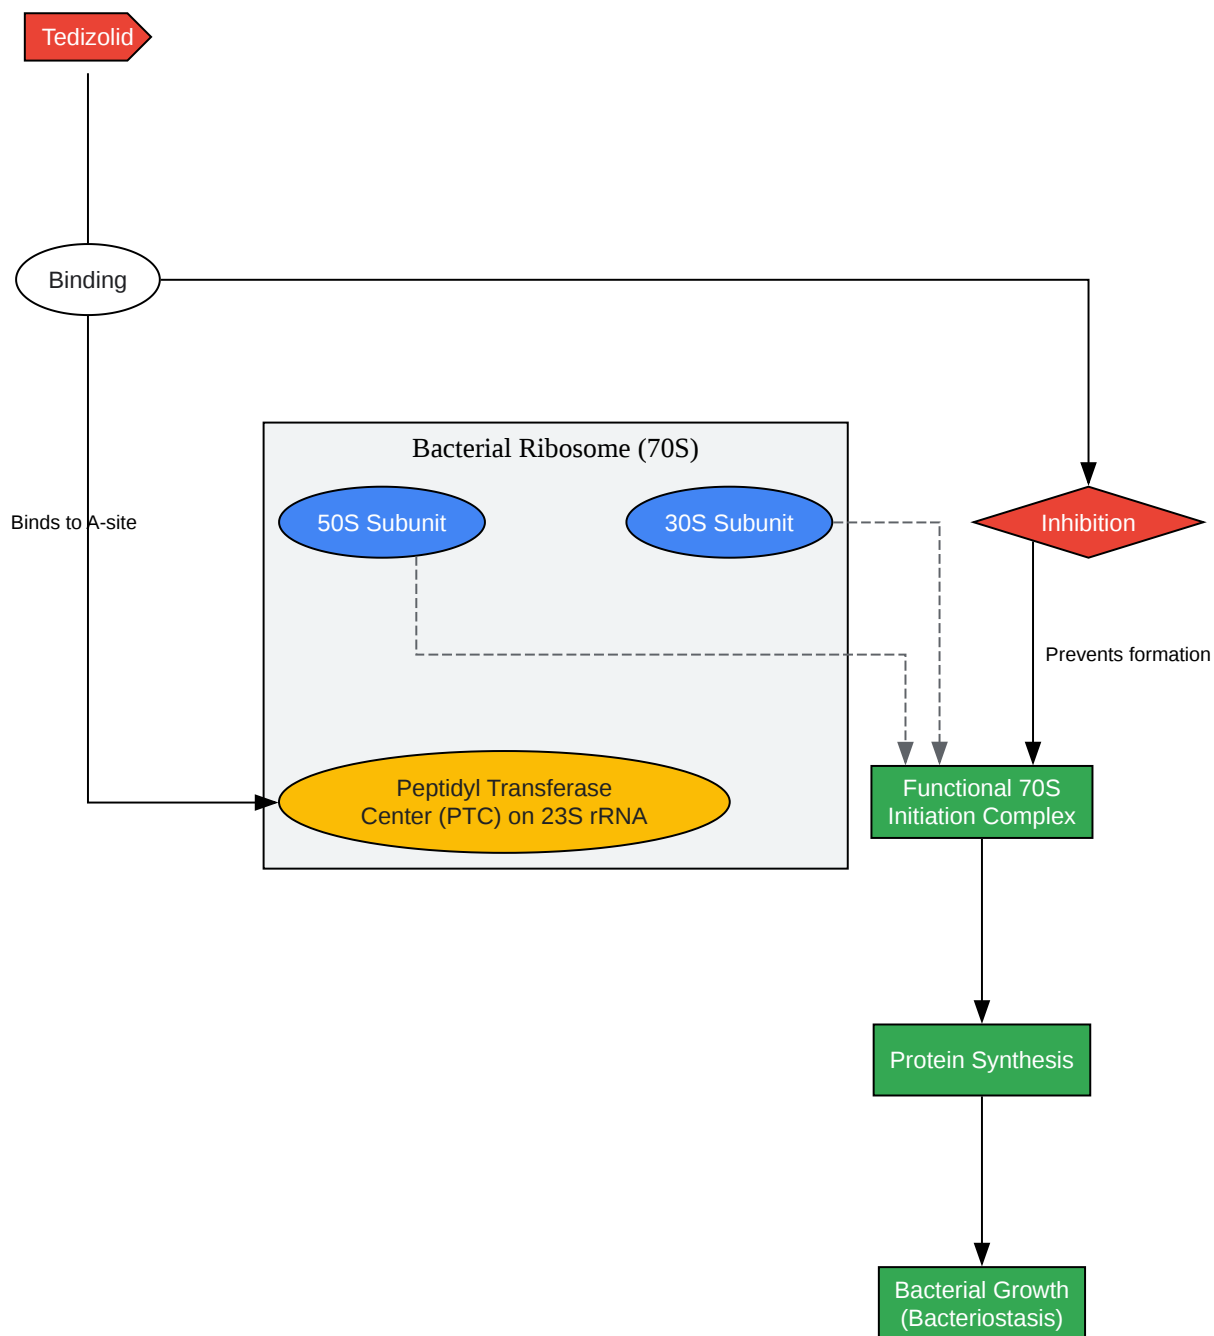 Tedizolid
Binding
Bacterial Ribosome (70S)
Binds to A-site
50S Subunit
30S Subunit
Inhibition
Prevents formation
Peptidyl Transferase
Center (PTC) on 23S rRNA
Functional 70S
Initiation Complex
Protein Synthesis
Bacterial Growth
(Bacteriostasis)